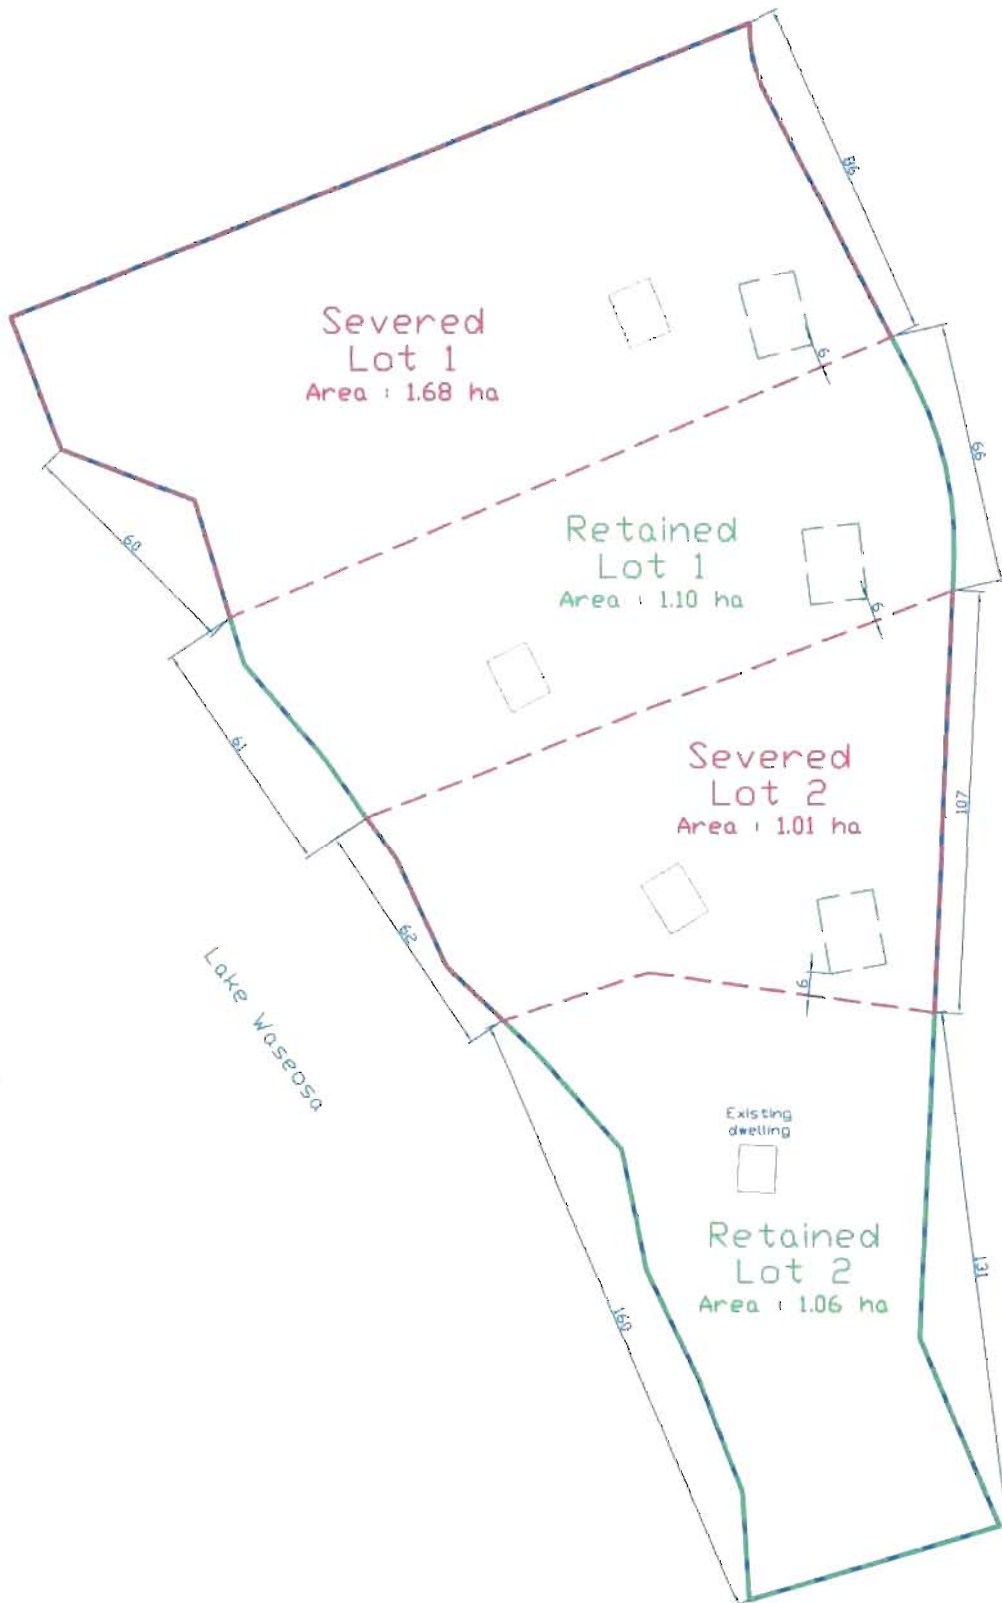 86
Severed
Lot 1
Area : 1.68 ha
6
66
60
Retained
Lot 1
Area : 1.10 ha
6
61
Severed
Lot 2
Area : 1.01 ha
107
62
6
Lake Waseosa
Existing
dwelling
Retained
Lot 2
Area : 1.06 ha
131
160